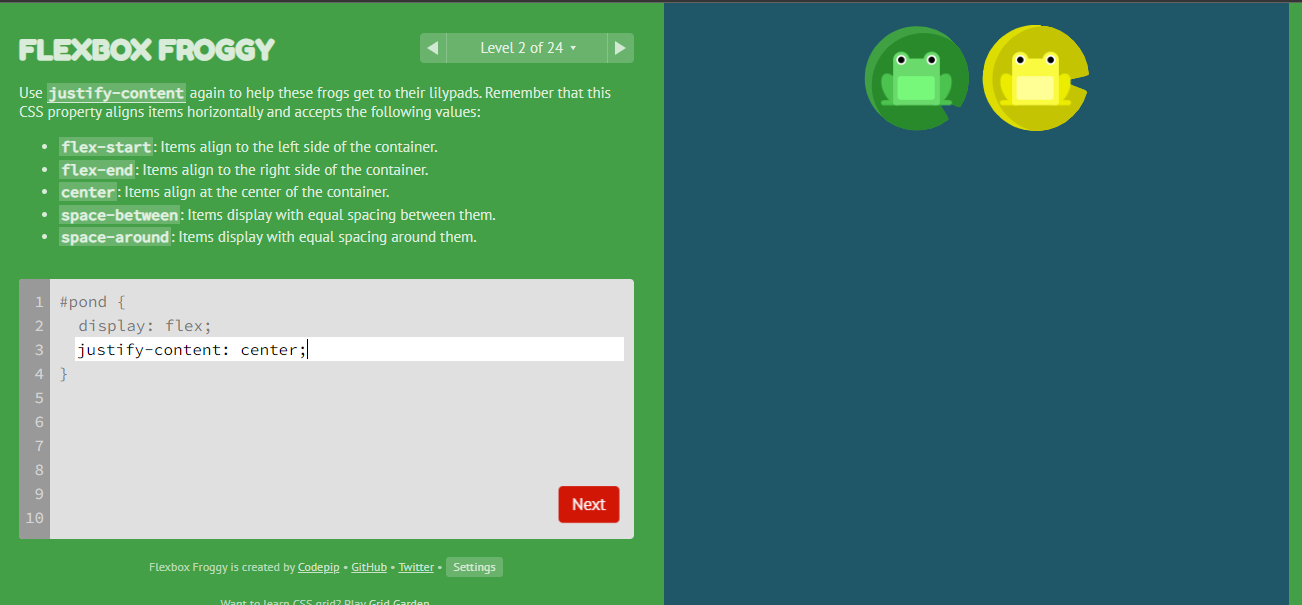 FLEXBOX FROGGY
Level 2 of 24
Use justify-content again to help these frogs get to their lilypads. Remember that this
CSS property aligns items horizontally and accepts the following values:
flex-start: Items align to the left side of the container.
flex-end: Items align to the right side of the container.
center: Items align at the center of the container.
space-between: Items display with equal spacing between them.
space-around: Items display with equal spacing around them.
1 #pond {
2 display: flex;
3 justify-content: center;
4 }
5
6
7
8
9
10
Next
Flexbox Froggy is created by Codepip • GitHub • Twitter • Settings
Want to learn CSS grid? Play Grid Garden.